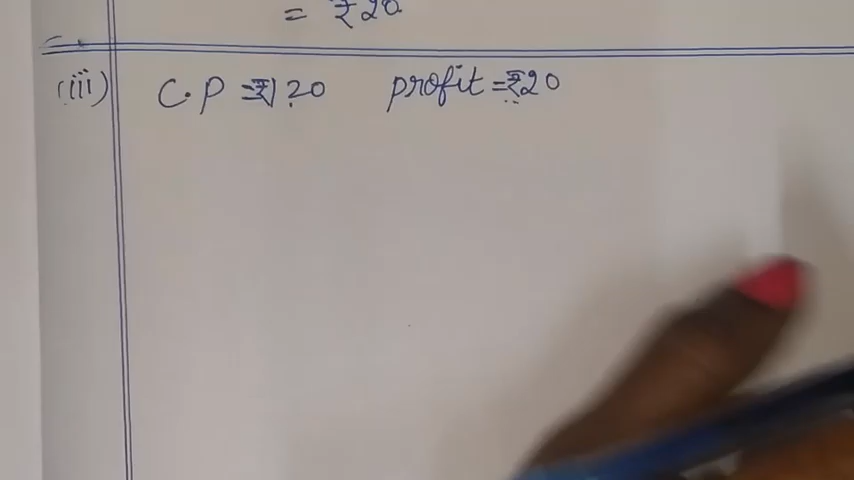 = ₹20
(iii) C.P = ₹120 profit = ₹20